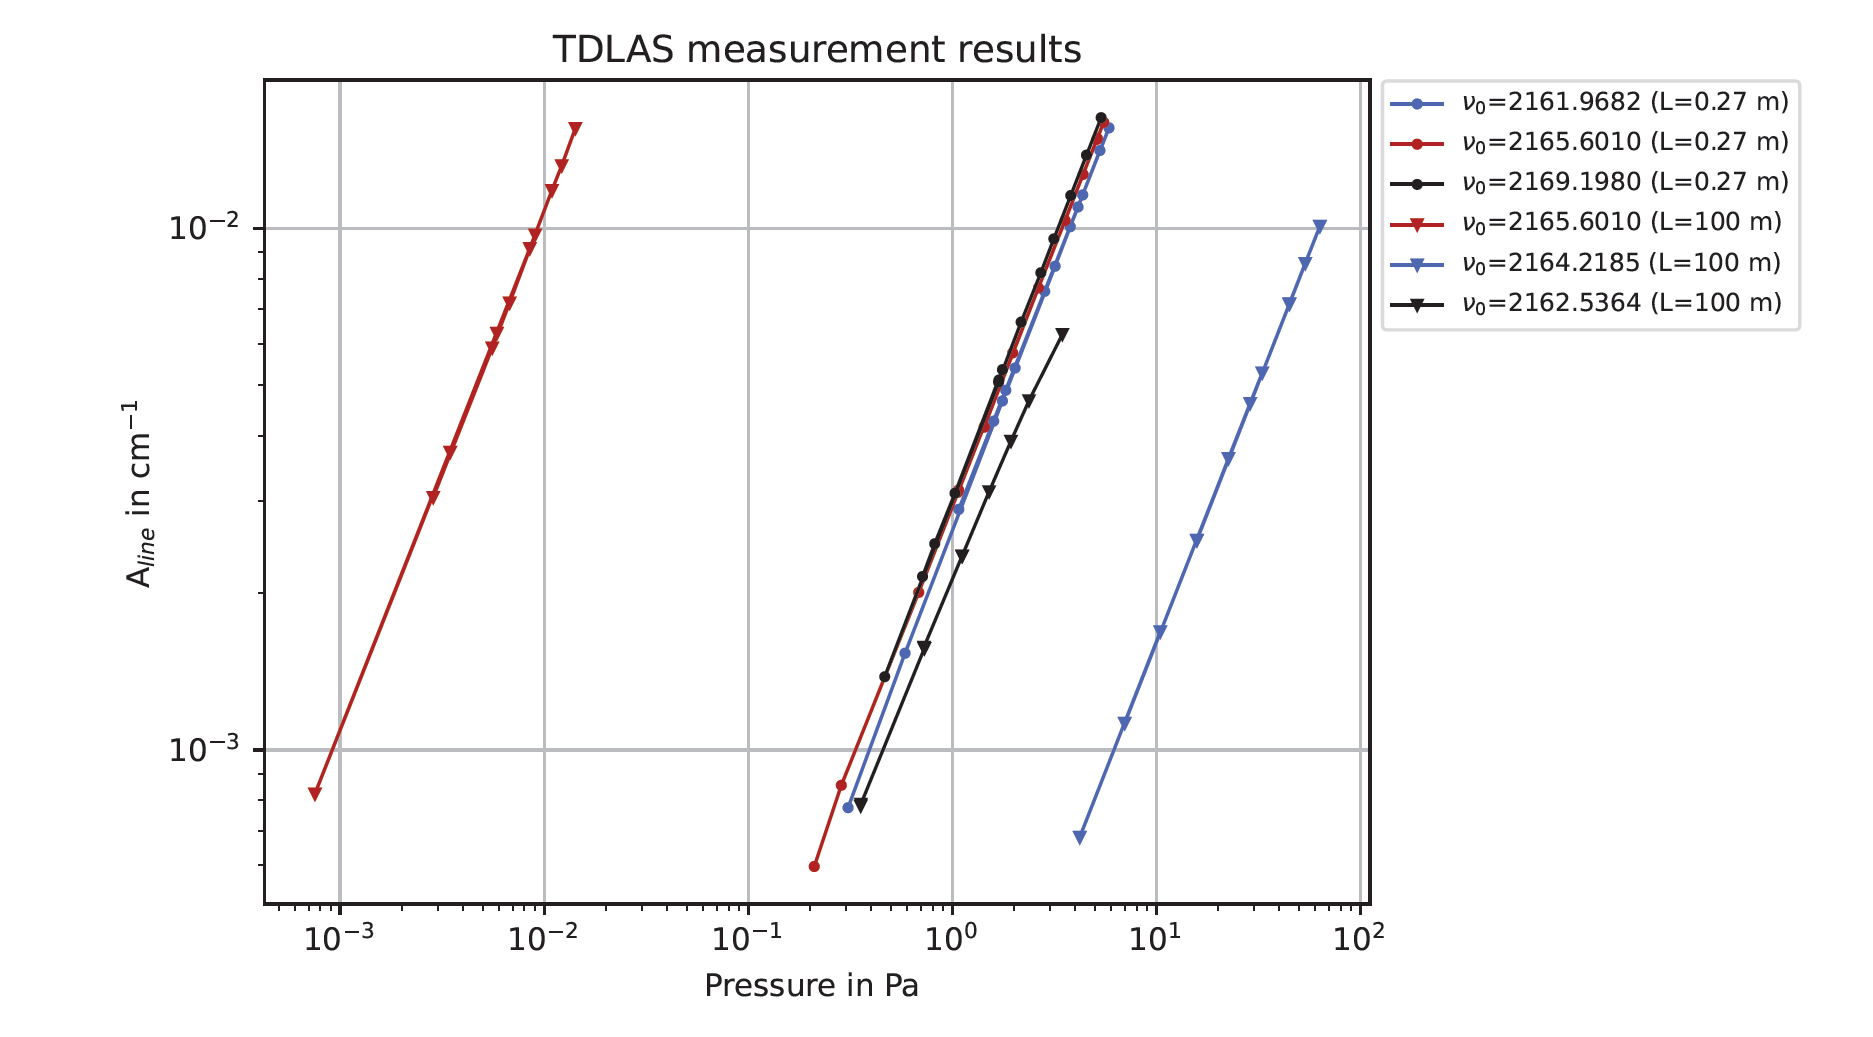 TDLAS measurement results
ν₀=2161.9682 (L=0.27 m)
ν₀=2165.6010 (L=0.27 m)
ν₀=2169.1980 (L=0.27 m)
ν₀=2165.6010 (L=100 m)
ν₀=2164.2185 (L=100 m)
ν₀=2162.5364 (L=100 m)
10⁻²
10⁻³
A_line in cm⁻¹
10⁻³ 10⁻² 10⁻¹ 10⁰ 10¹ 10²
Pressure in Pa